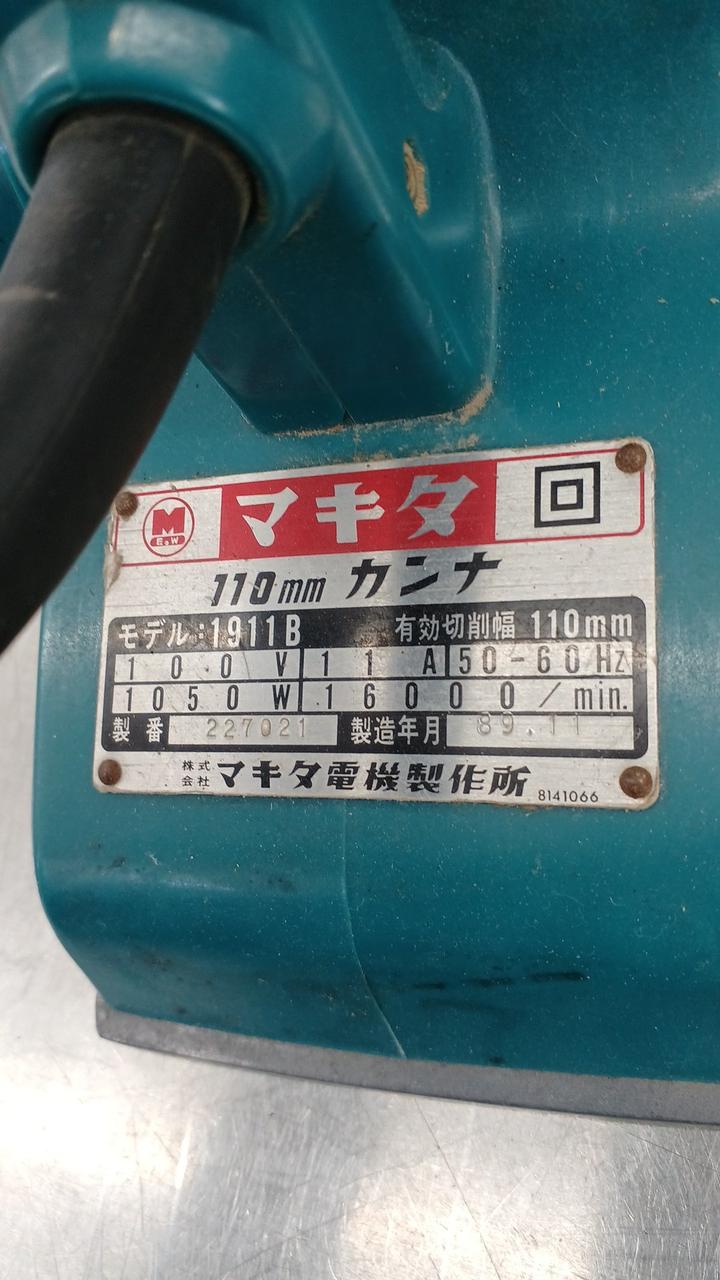 M
E.W
マキタ
110mm カンナ
モデル:1911B 有効切削幅 110mm
100V 11A 50-60Hz
1050W 16000/min.
製番 227021 製造年月 89.11
株式会社 マキタ電機製作所 8141066